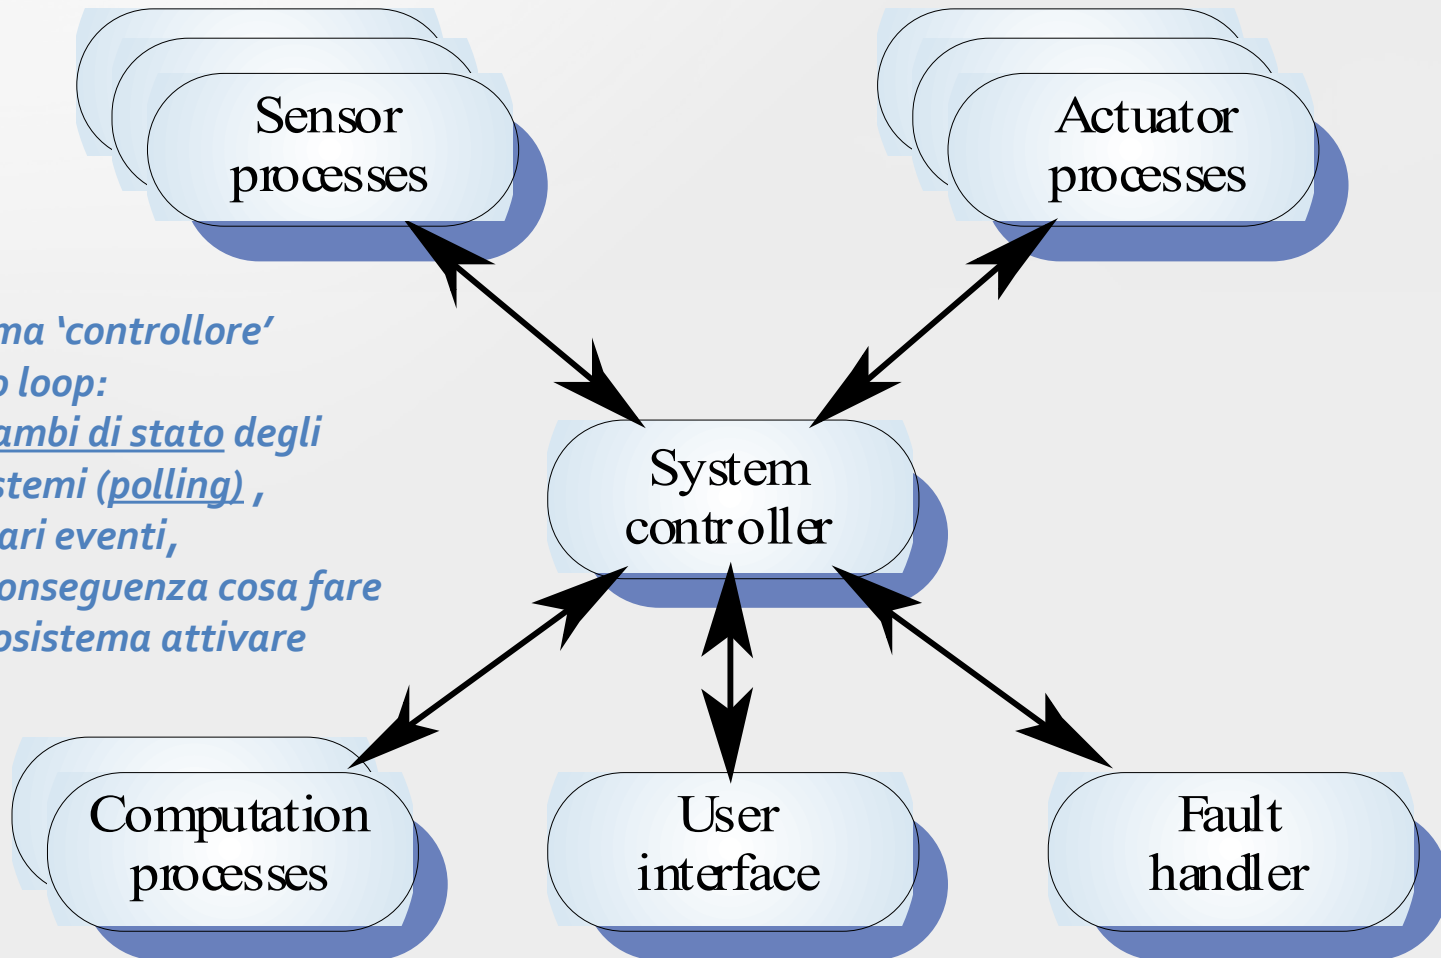 Sensor
processes
Actuator
processes
ma ‘controllore’
loop:
ambi di stato degli
stemi (polling) ,
ari eventi,
onseguenza cosa fare
osistema attivare
System
controller
Computation
processes
User
interface
Fault
handler